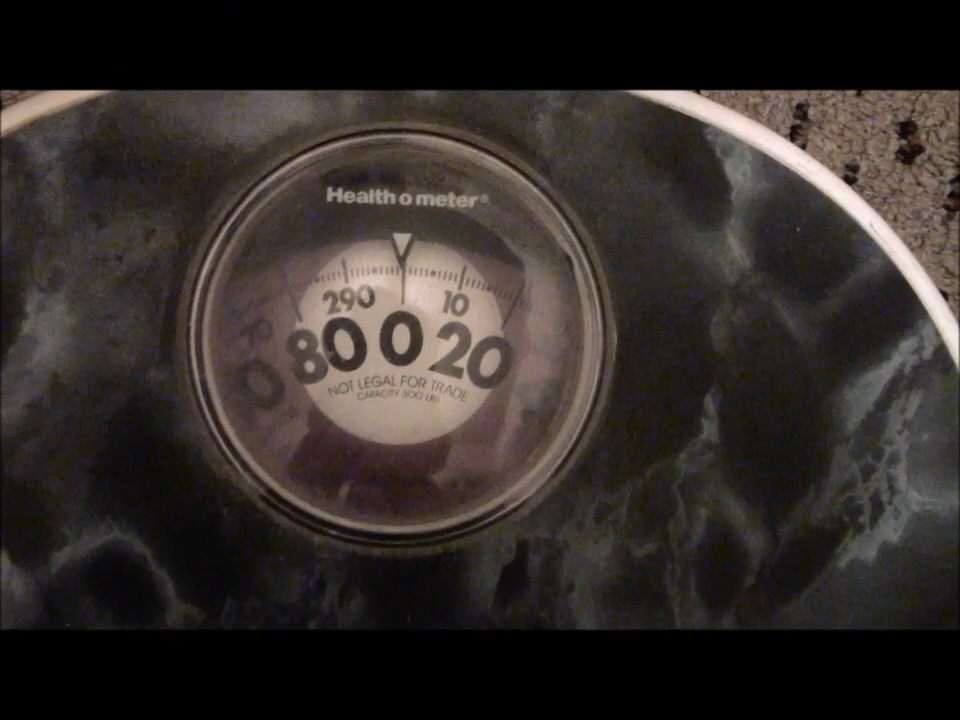 Health o meter®
290 10
80 0 20
NOT LEGAL FOR TRADE
CAPACITY 300 LBS